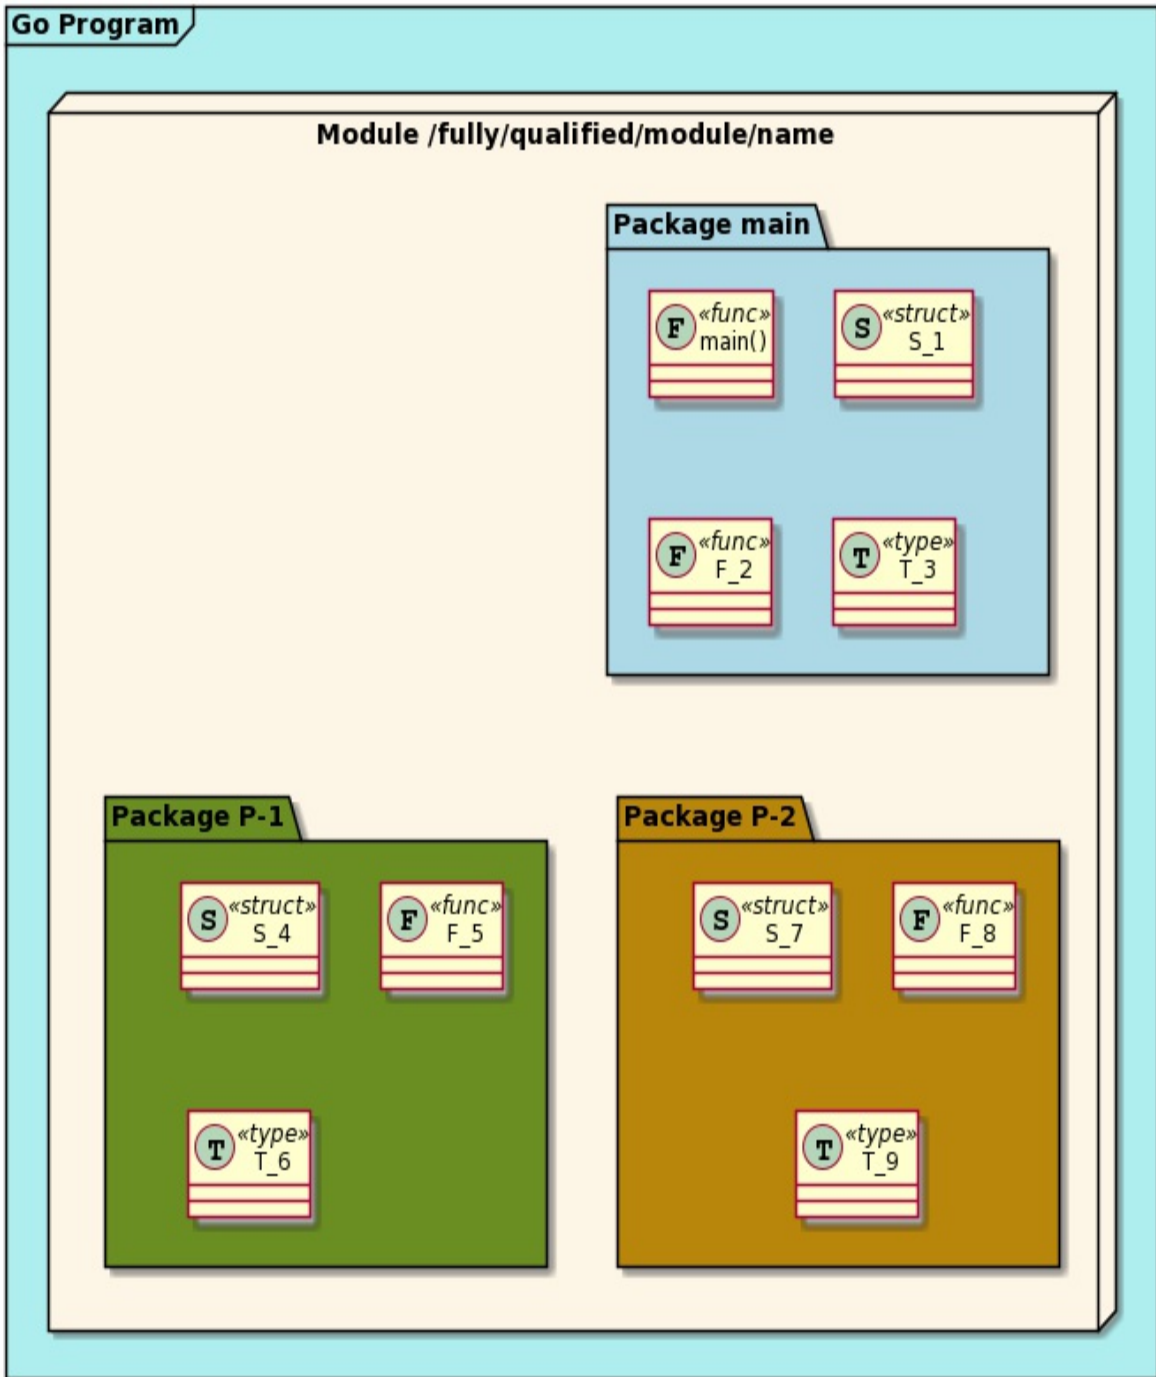 Go Program
Module /fully/qualified/module/name
Package main
F
«func»
main()
S
«struct»
S_1
F
«func»
F_2
T
«type»
T_3
Package P-1
S
«struct»
S_4
F
«func»
F_5
T
«type»
T_6
Package P-2
S
«struct»
S_7
F
«func»
F_8
T
«type»
T_9